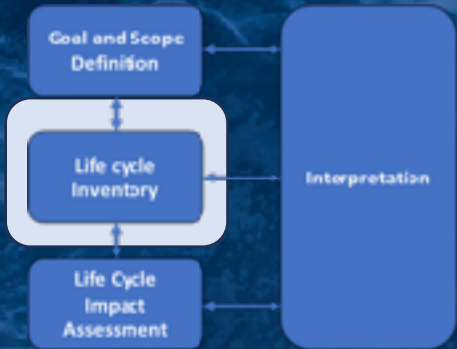 Goal and Scope
Definition
Life cycle
Inventory
Interpretation
Life Cycle
Impact
Assessment